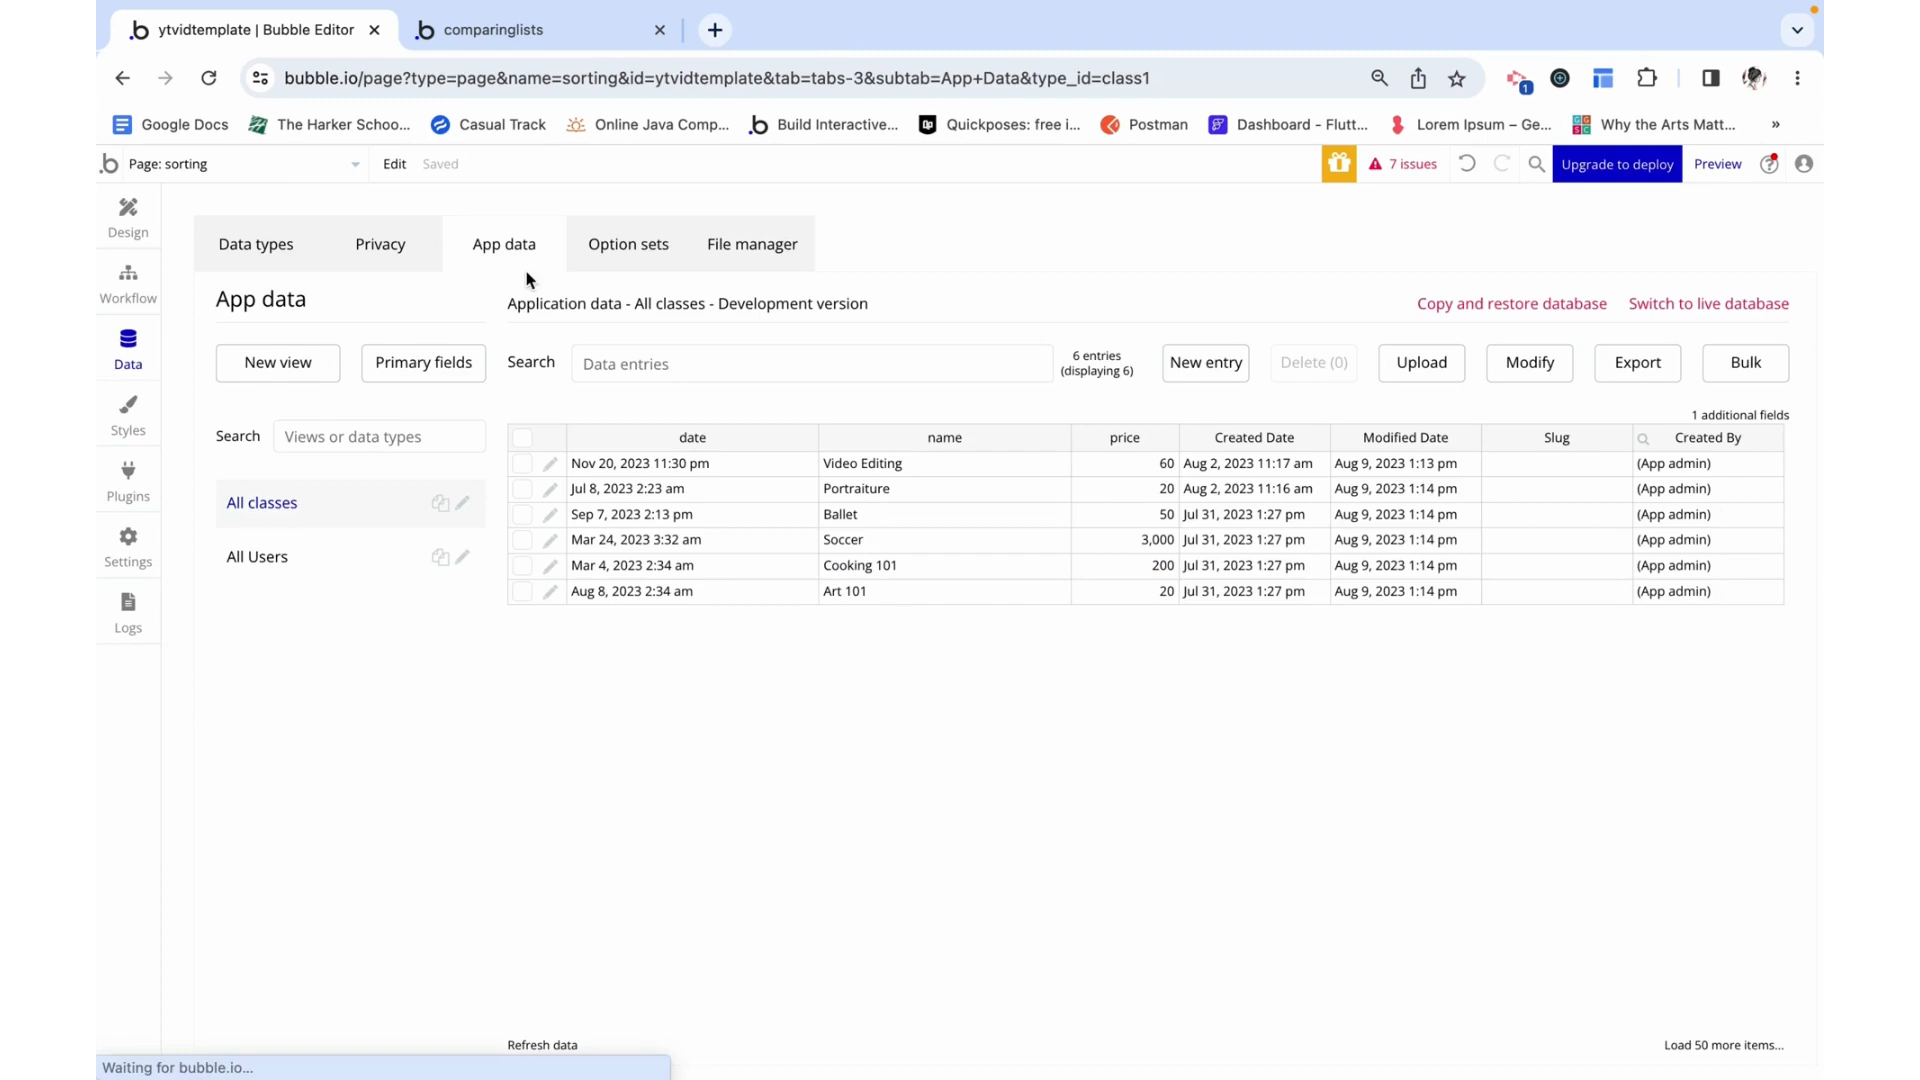 ytvidtemplate | Bubble Editor
comparinglists
bubble.io/page?type=page&name=sorting&id=ytvidtemplate&tab=tabs-3&subtab=App+Data&type_id=class1
1
Google Docs
The Harker Schoo...
Casual Track
Online Java Comp...
Build Interactive...
Quickposes: free i...
Postman
Dashboard - Flutt...
Lorem Ipsum – Ge...
Why the Arts Matt...
»
Page: sorting
Edit
Saved
7 issues
Upgrade to deploy
Preview
Design
Workflow
Data
Styles
Plugins
Settings
Logs
Data types
Privacy
App data
Option sets
File manager
App data
Application data - All classes - Development version
Copy and restore database
Switch to live database
New view
Primary fields
Search
Data entries
6 entries
(displaying 6)
New entry
Delete (0)
Upload
Modify
Export
Bulk
Search
Views or data types
All classes
All Users
1 additional fields
date name price Created Date Modified Date Slug Created By
Nov 20, 2023 11:30 pm Video Editing 60 Aug 2, 2023 11:17 am Aug 9, 2023 1:13 pm (App admin)
Jul 8, 2023 2:23 am Portraiture 20 Aug 2, 2023 11:16 am Aug 9, 2023 1:14 pm (App admin)
Sep 7, 2023 2:13 pm Ballet 50 Jul 31, 2023 1:27 pm Aug 9, 2023 1:14 pm (App admin)
Mar 24, 2023 3:32 am Soccer 3,000 Jul 31, 2023 1:27 pm Aug 9, 2023 1:14 pm (App admin)
Mar 4, 2023 2:34 am Cooking 101 200 Jul 31, 2023 1:27 pm Aug 9, 2023 1:14 pm (App admin)
Aug 8, 2023 2:34 am Art 101 20 Jul 31, 2023 1:27 pm Aug 9, 2023 1:14 pm (App admin)
Refresh data
Load 50 more items...
Waiting for bubble.io...